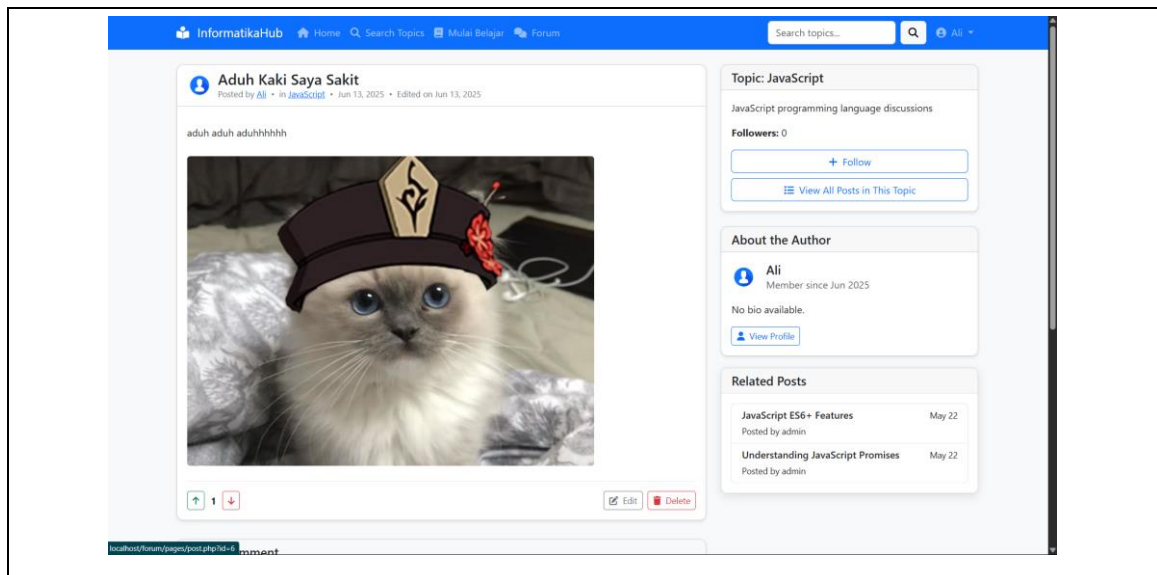 InformatikaHub Home Search Topics Mulai Belajar Forum Search topics... Ali
Aduh Kaki Saya Sakit
Posted by Ali • in JavaScript • Jun 13, 2025 • Edited on Jun 13, 2025
aduh aduh aduhhhhhh
1
Edit Delete
Topic: JavaScript
JavaScript programming language discussions
Followers: 0
+ Follow
View All Posts in This Topic
About the Author
Ali
Member since Jun 2025
No bio available.
View Profile
Related Posts
JavaScript ES6+ Features May 22
Posted by admin
Understanding JavaScript Promises May 22
Posted by admin
localhost/forum/pages/post.php?id=6